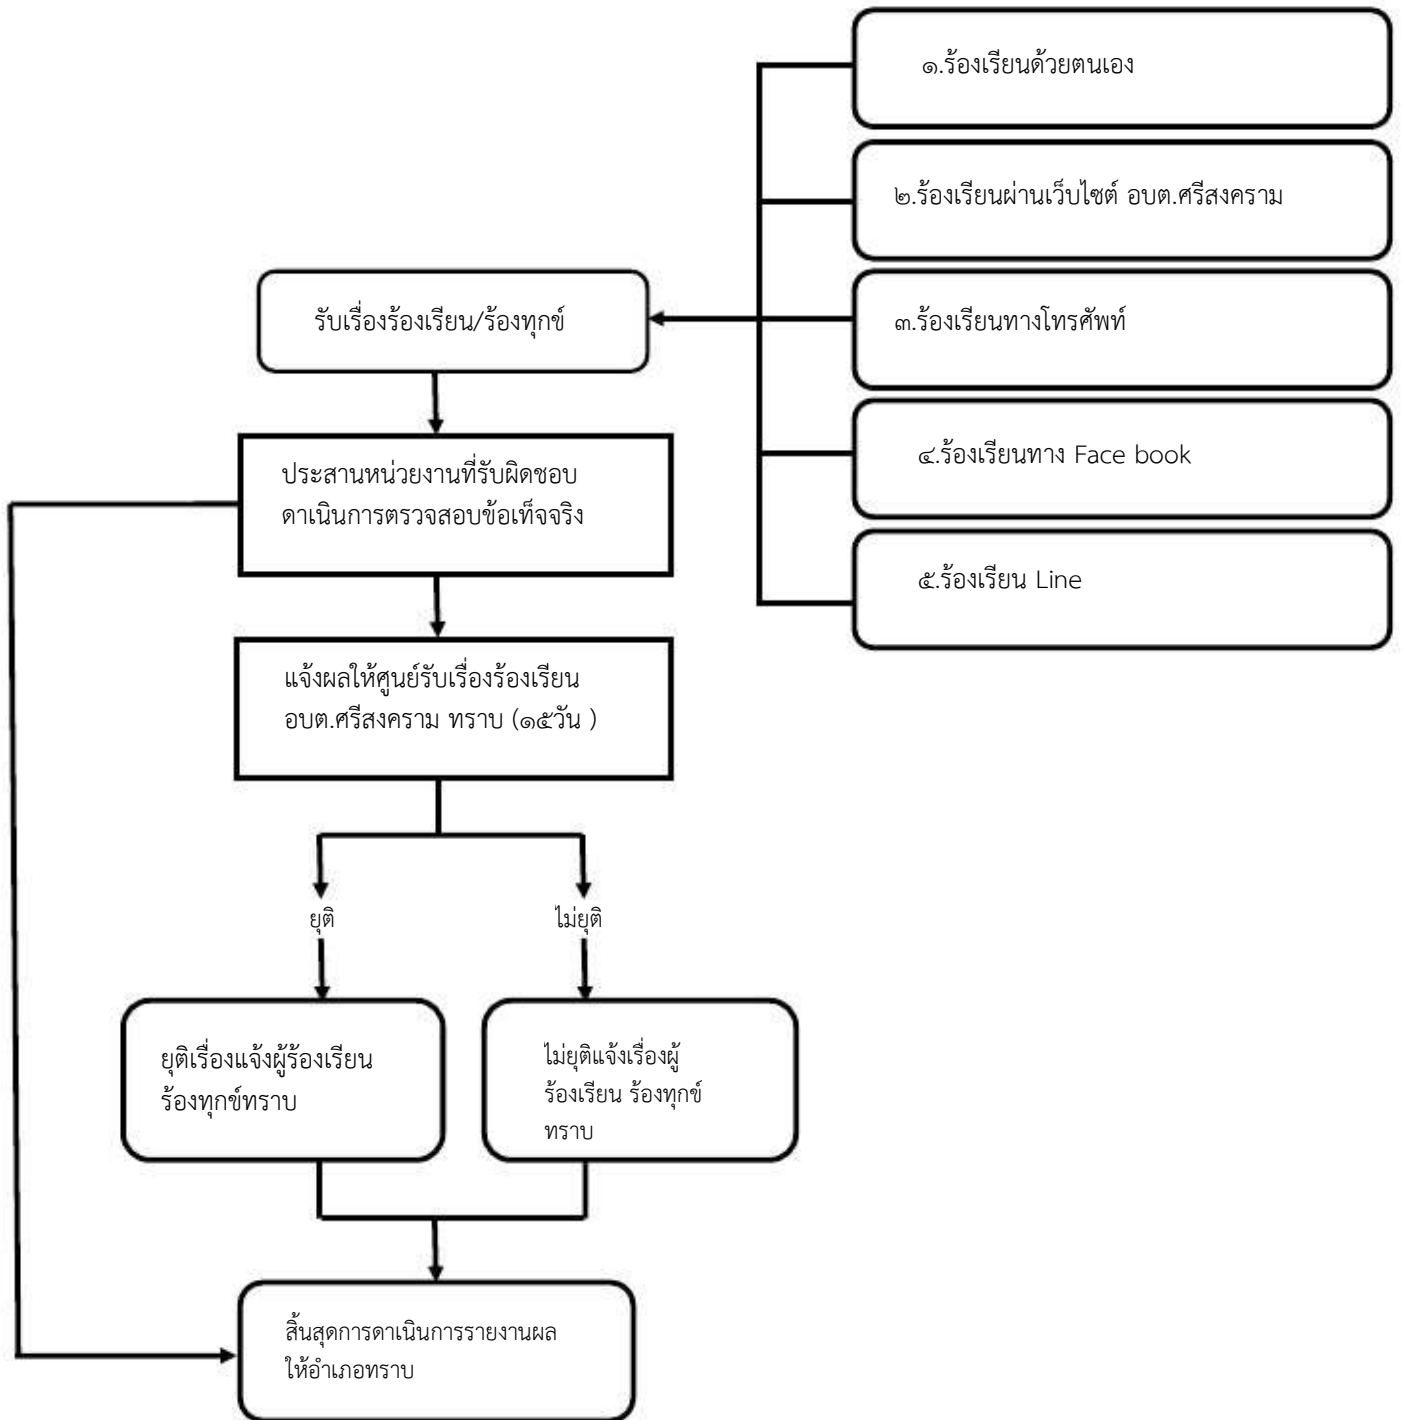 ๑.ร้องเรียนด้วยตนเอง
๒.ร้องเรียนผ่านเว็บไซต์ อบต.ศรีสงคราม
๓.ร้องเรียนทางโทรศัพท์
๔.ร้องเรียนทาง Face book
๕.ร้องเรียน Line
รับเรื่องร้องเรียน/ร้องทุกข์
ประสานหน่วยงานที่รับผิดชอบ
ดาเนินการตรวจสอบข้อเท็จจริง
แจ้งผลให้ศูนย์รับเรื่องร้องเรียน
อบต.ศรีสงคราม ทราบ (๑๕วัน )
ยุติ
ไม่ยุติ
ยุติเรื่องแจ้งผู้ร้องเรียน
ร้องทุกข์ทราบ
ไม่ยุติแจ้งเรื่องผู้
ร้องเรียน ร้องทุกข์
ทราบ
สิ้นสุดการดาเนินการรายงานผล
ให้อำเภอทราบ